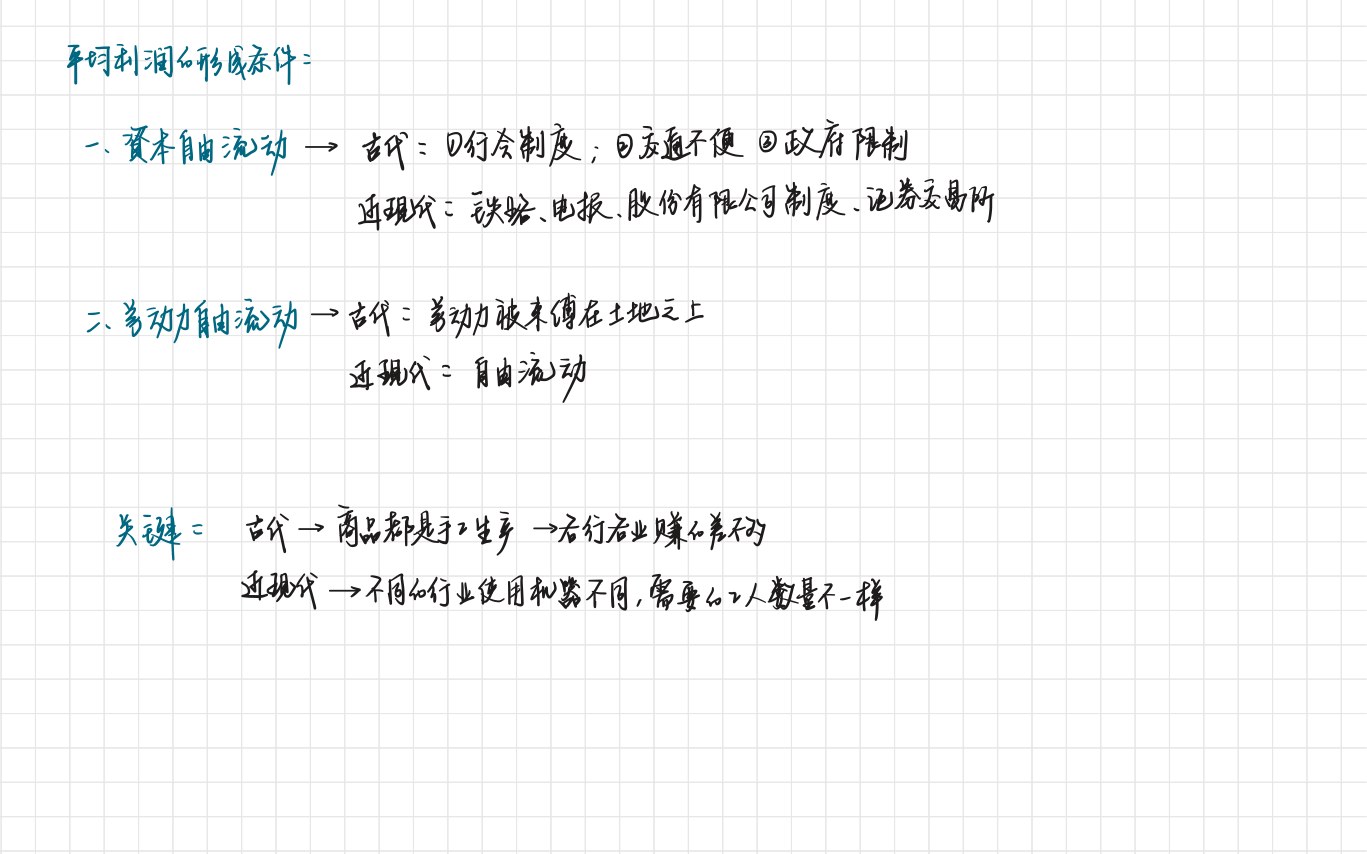 平均利润的形成条件：
一、资本自由流动 → 古代：①行会制度；②交通不便 ③政府限制
近现代：铁路、电报、股份有限公司制度、证券交易所
二、劳动力自由流动 → 古代：劳动力被束缚在土地之上
近现代：自由流动
关键： 古代 → 商品都是手工生产 → 各行各业赚的差不多
近现代 → 不同的行业使用机器不同，需要的工人数量不一样